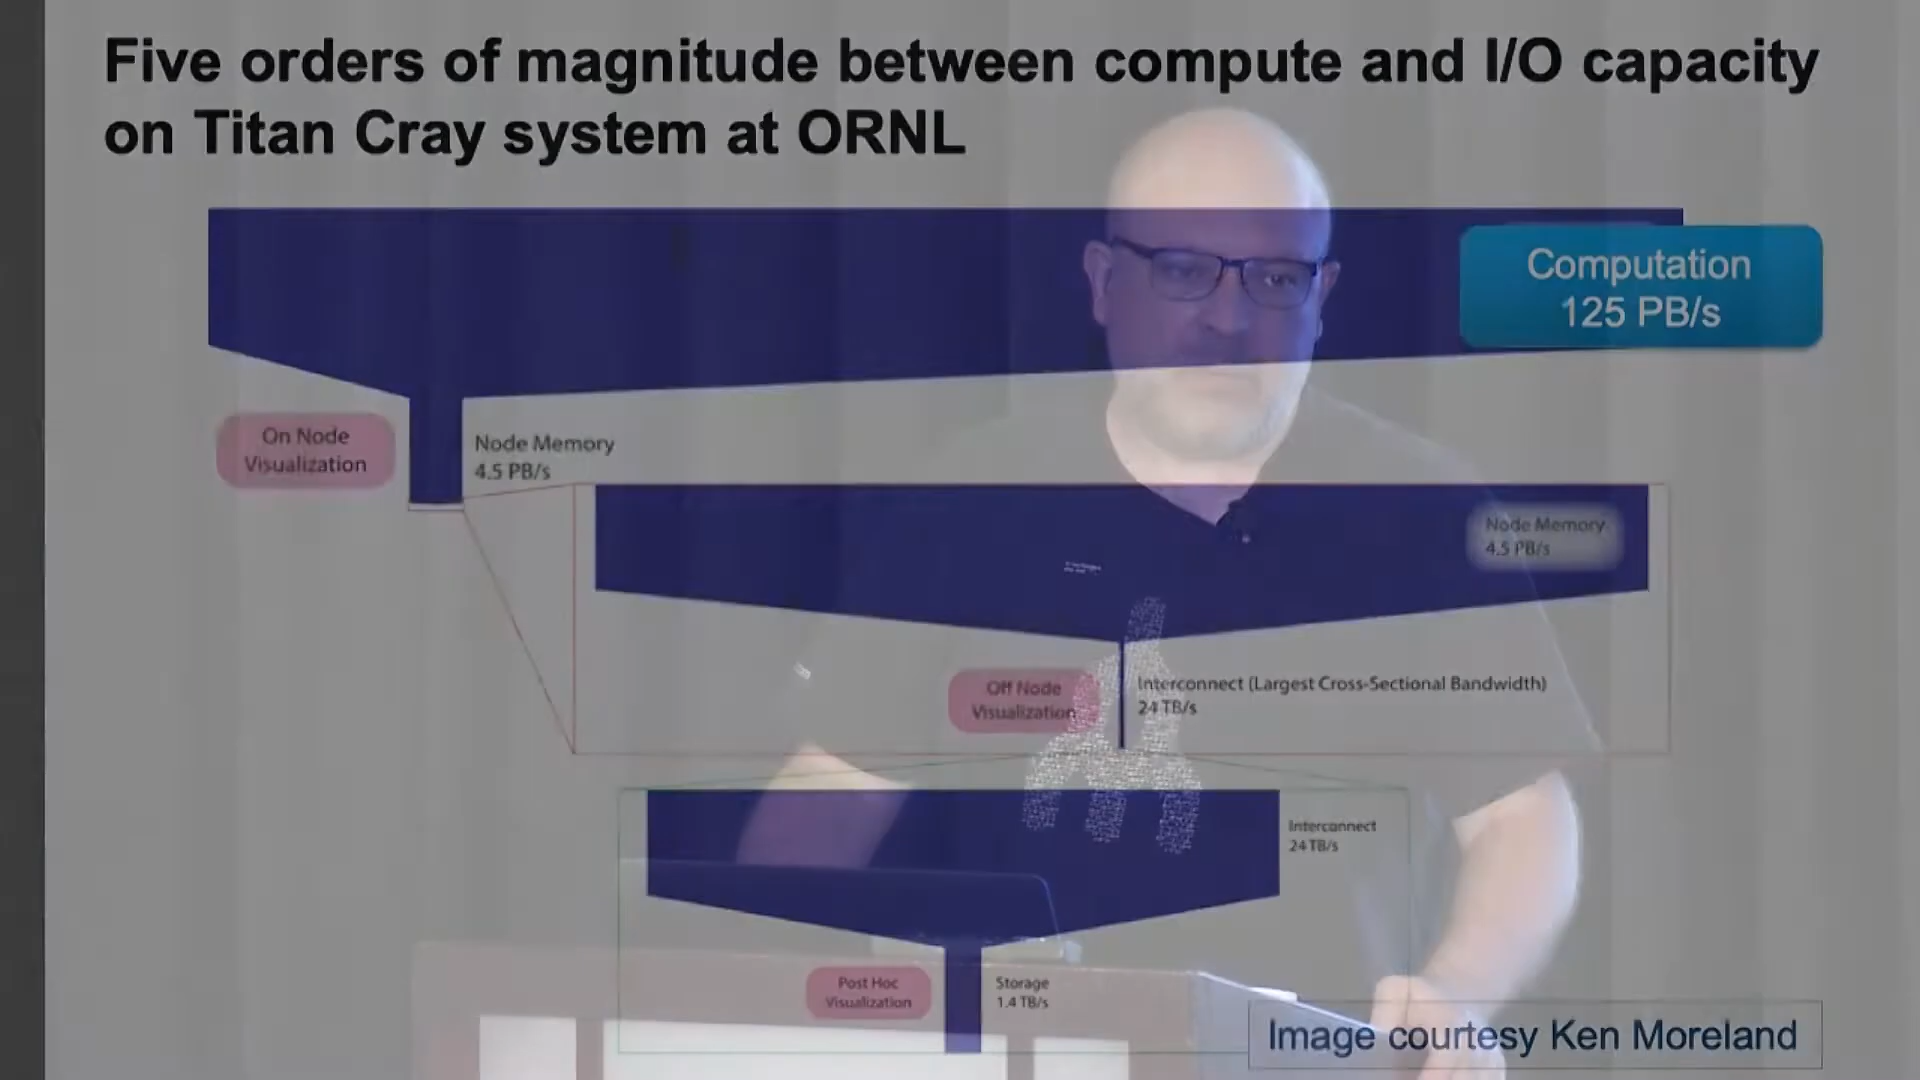 Five orders of magnitude between compute and I/O capacity
on Titan Cray system at ORNL
Computation
125 PB/s
On Node
Visualization
Node Memory
4.5 PB/s
Node Memory
4.5 PB/s
Off Node
Visualization
Interconnect (Largest Cross-Sectional Bandwidth)
24 TB/s
Interconnect
24 TB/s
Post Hoc
Visualization
Storage
1.4 TB/s
Image courtesy Ken Moreland